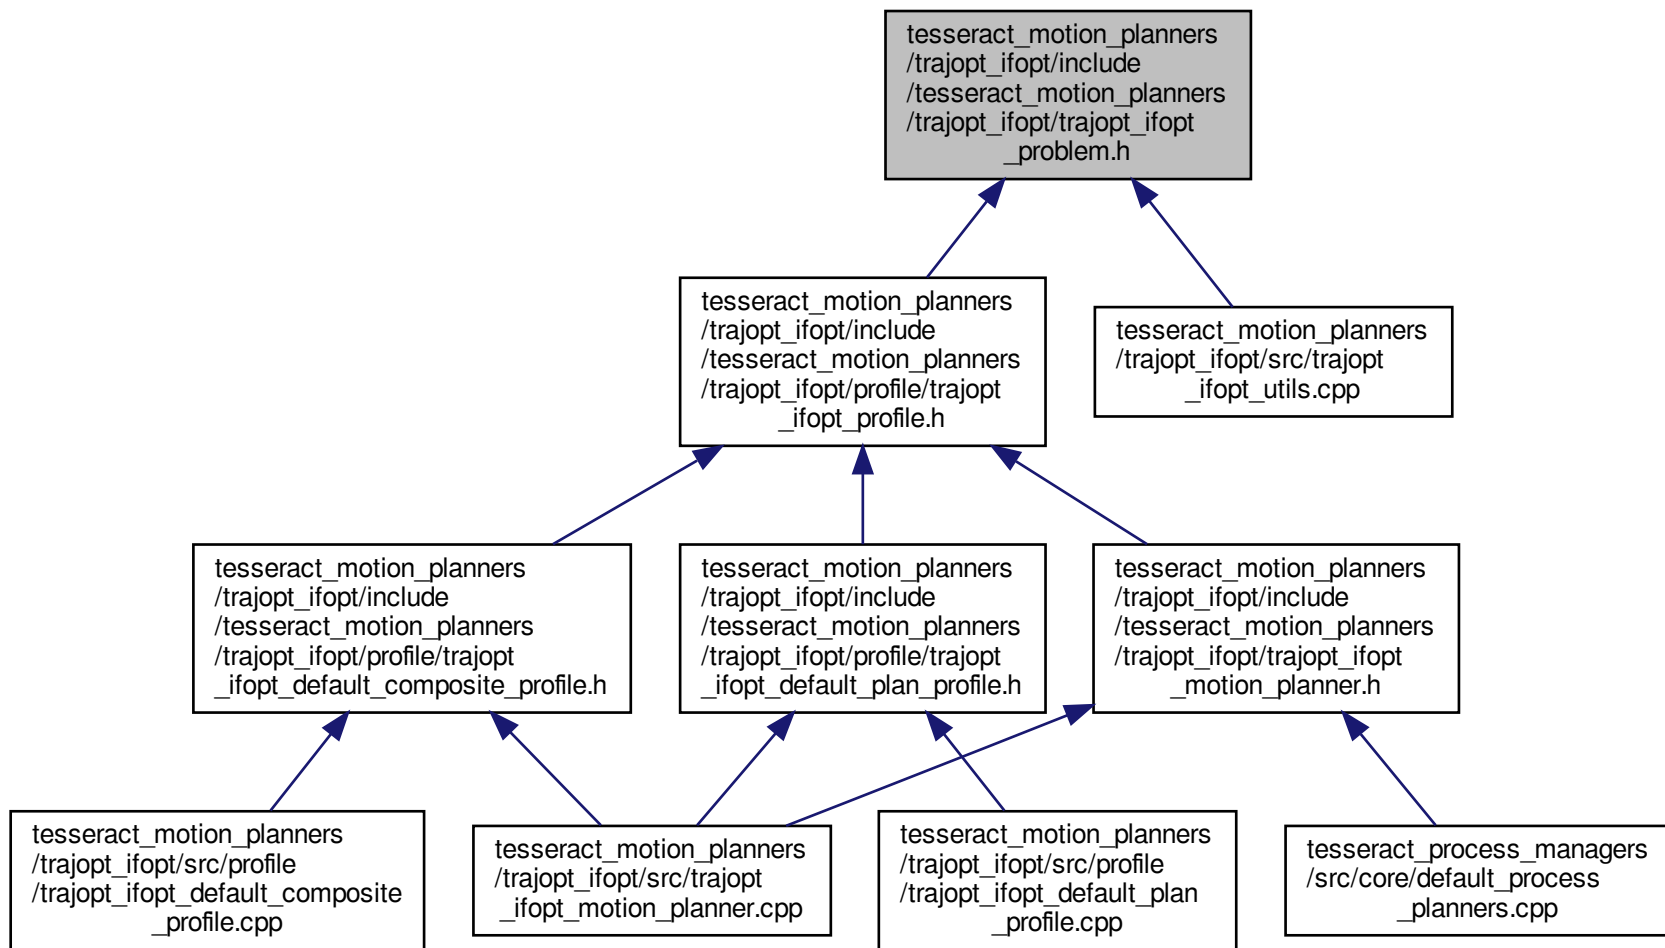 tesseract_motion_planners
/trajopt_ifopt/include
/tesseract_motion_planners
/trajopt_ifopt/trajopt_ifopt
_problem.h
tesseract_motion_planners
/trajopt_ifopt/include
/tesseract_motion_planners
/trajopt_ifopt/profile/trajopt
_ifopt_profile.h
tesseract_motion_planners
/trajopt_ifopt/src/trajopt
_ifopt_utils.cpp
tesseract_motion_planners
/trajopt_ifopt/include
/tesseract_motion_planners
/trajopt_ifopt/profile/trajopt
_ifopt_default_composite_profile.h
tesseract_motion_planners
/trajopt_ifopt/include
/tesseract_motion_planners
/trajopt_ifopt/profile/trajopt
_ifopt_default_plan_profile.h
tesseract_motion_planners
/trajopt_ifopt/include
/tesseract_motion_planners
/trajopt_ifopt/trajopt_ifopt
_motion_planner.h
tesseract_motion_planners
/trajopt_ifopt/src/profile
/trajopt_ifopt_default_composite
_profile.cpp
tesseract_motion_planners
/trajopt_ifopt/src/trajopt
_ifopt_motion_planner.cpp
tesseract_motion_planners
/trajopt_ifopt/src/profile
/trajopt_ifopt_default_plan
_profile.cpp
tesseract_process_managers
/src/core/default_process
_planners.cpp